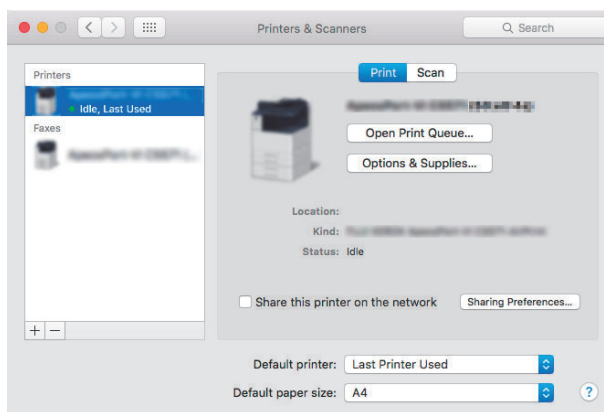 Printers & Scanners
Search
Print Scan
Printers
Idle, Last Used
Faxes
Open Print Queue...
Options & Supplies...
Location:
Kind:
Status: Idle
Share this printer on the network
Sharing Preferences...
+ −
Default printer: Last Printer Used
Default paper size: A4
?